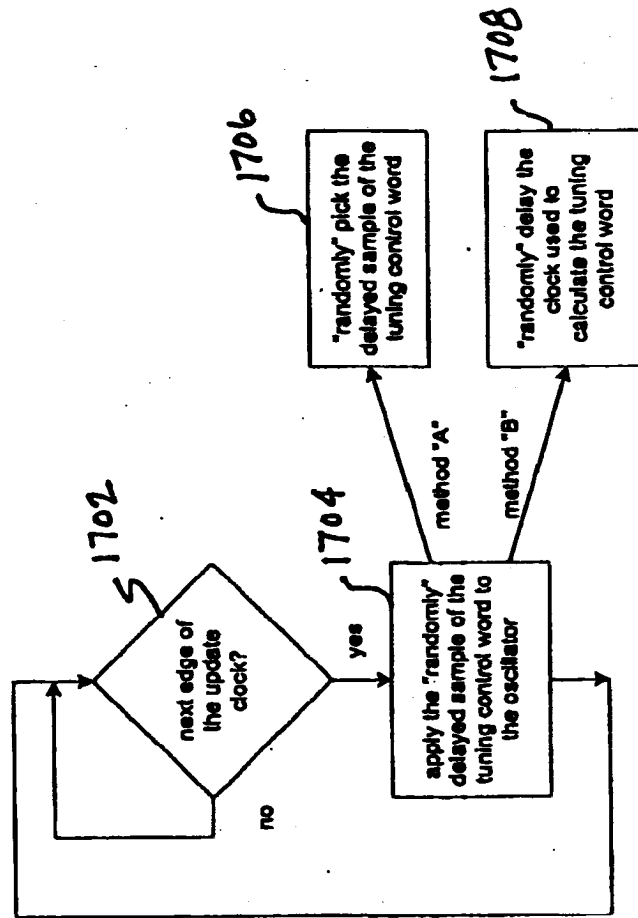 1702
next edge of
the update
clock?
no
yes
1704
apply the "randomly"
delayed sample of the
tuning control word to
the oscillator
method "A"
method "B"
1706
"randomly" pick the
delayed sample of the
tuning control word
1708
"randomly" delay the
clock used to
calculate the tuning
control word